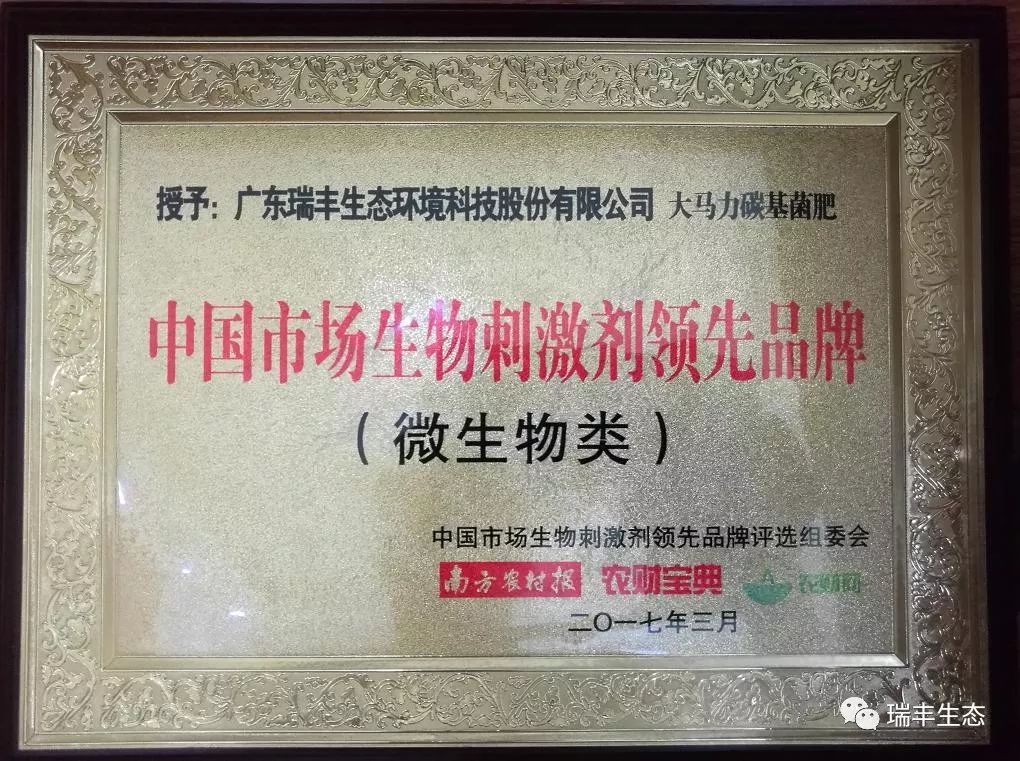 授予：广东瑞丰生态环境科技股份有限公司 大马力碳基菌肥
中国市场生物刺激剂领先品牌
（微生物类）
中国市场生物刺激剂领先品牌评选组委会
南方农村报 农财宝典 农财网
二〇一七年三月
瑞丰生态